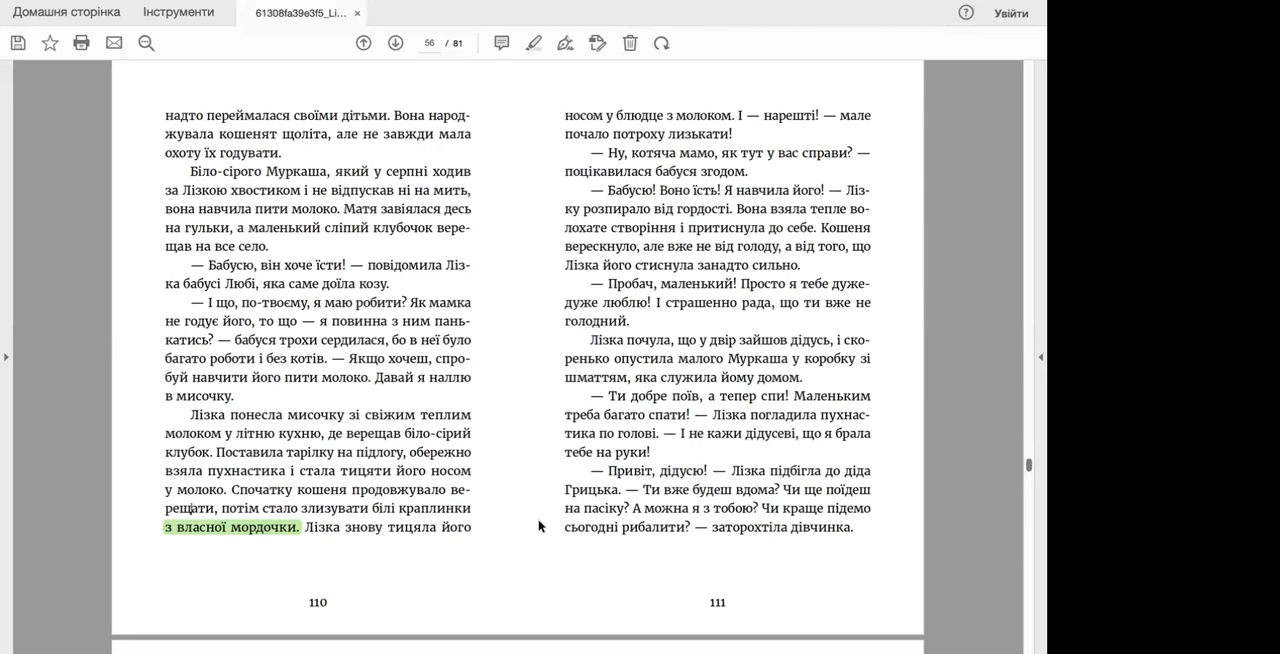 Домашня сторінка
Інструменти
61308fa39e3f5_Li... ×
? Увійти
56 / 81
надто переймалася своїми дітьми. Вона народ-
жувала кошенят щоліта, але не завжди мала
охоту їх годувати.
Біло-сірого Муркаша, який у серпні ходив
за Лізкою хвостиком і не відпускав ні на мить,
вона навчила пити молоко. Матя завіялася десь
на гульки, а маленький сліпий клубочок вере-
щав на все село.
— Бабусю, він хоче їсти! — повідомила Ліз-
ка бабусі Любі, яка саме доїла козу.
— І що, по-твоєму, я маю робити? Як мамка
не годує його, то що — я повинна з ним пань-
катись? — бабуся трохи сердилася, бо в неї було
багато роботи і без котів. — Якщо хочеш, спро-
буй навчити його пити молоко. Давай я наллю
в мисочку.
Лізка понесла мисочку зі свіжим теплим
молоком у літню кухню, де верещав біло-сірий
клубок. Поставила тарілку на підлогу, обережно
взяла пухнастика і стала тицяти його носом
у молоко. Спочатку кошеня продовжувало ве-
рещати, потім стало злизувати білі краплинки
з власної мордочки. Лізка знову тицяла його
110
носом у блюдце з молоком. І — нарешті! — мале
почало потроху лизькати!
— Ну, котяча мамо, як тут у вас справи? —
поцікавилася бабуся згодом.
— Бабусю! Воно їсть! Я навчила його! — Ліз-
ку розпирало від гордості. Вона взяла тепле во-
лохате створіння і притиснула до себе. Кошеня
верескнуло, але вже не від голоду, а від того, що
Лізка його стиснула занадто сильно.
— Пробач, маленький! Просто я тебе дуже-
дуже люблю! І страшенно рада, що ти вже не
голодний.
Лізка почула, що у двір зайшов дідусь, і ско-
ренько опустила малого Муркаша у коробку зі
шматтям, яка служила йому домом.
— Ти добре поїв, а тепер спи! Маленьким
треба багато спати! — Лізка погладила пухнас-
тика по голові. — І не кажи дідусеві, що я брала
тебе на руки!
— Привіт, дідусю! — Лізка підбігла до діда
Грицька. — Ти вже будеш вдома? Чи ще поїдеш
на пасіку? А можна я з тобою? Чи краще підемо
сьогодні рибалити? — заторохтіла дівчинка.
111